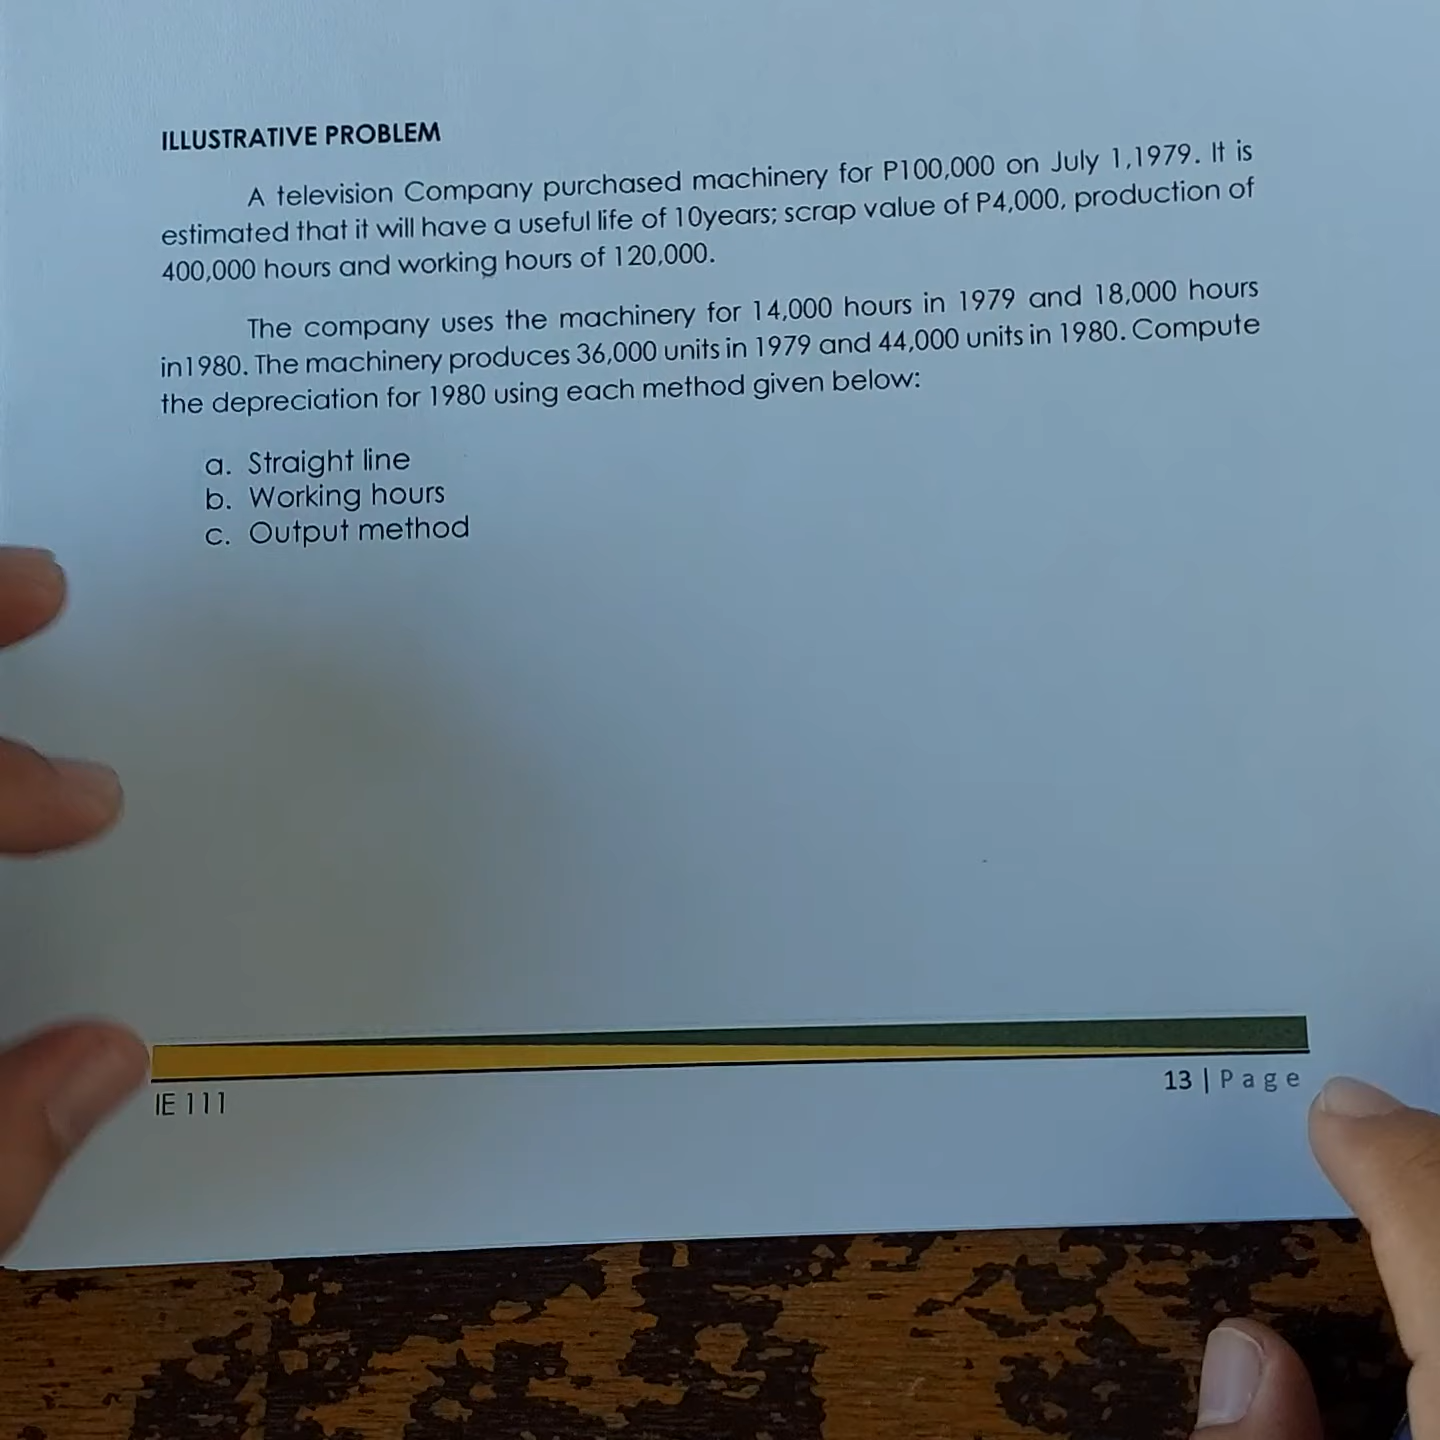 ILLUSTRATIVE PROBLEM
A television Company purchased machinery for P100,000 on July 1,1979. It is
estimated that it will have a useful life of 10years; scrap value of P4,000, production of
400,000 hours and working hours of 120,000.
The company uses the machinery for 14,000 hours in 1979 and 18,000 hours
in1980. The machinery produces 36,000 units in 1979 and 44,000 units in 1980. Compute
the depreciation for 1980 using each method given below:
a. Straight line
b. Working hours
c. Output method
13 | P a g e
IE 111